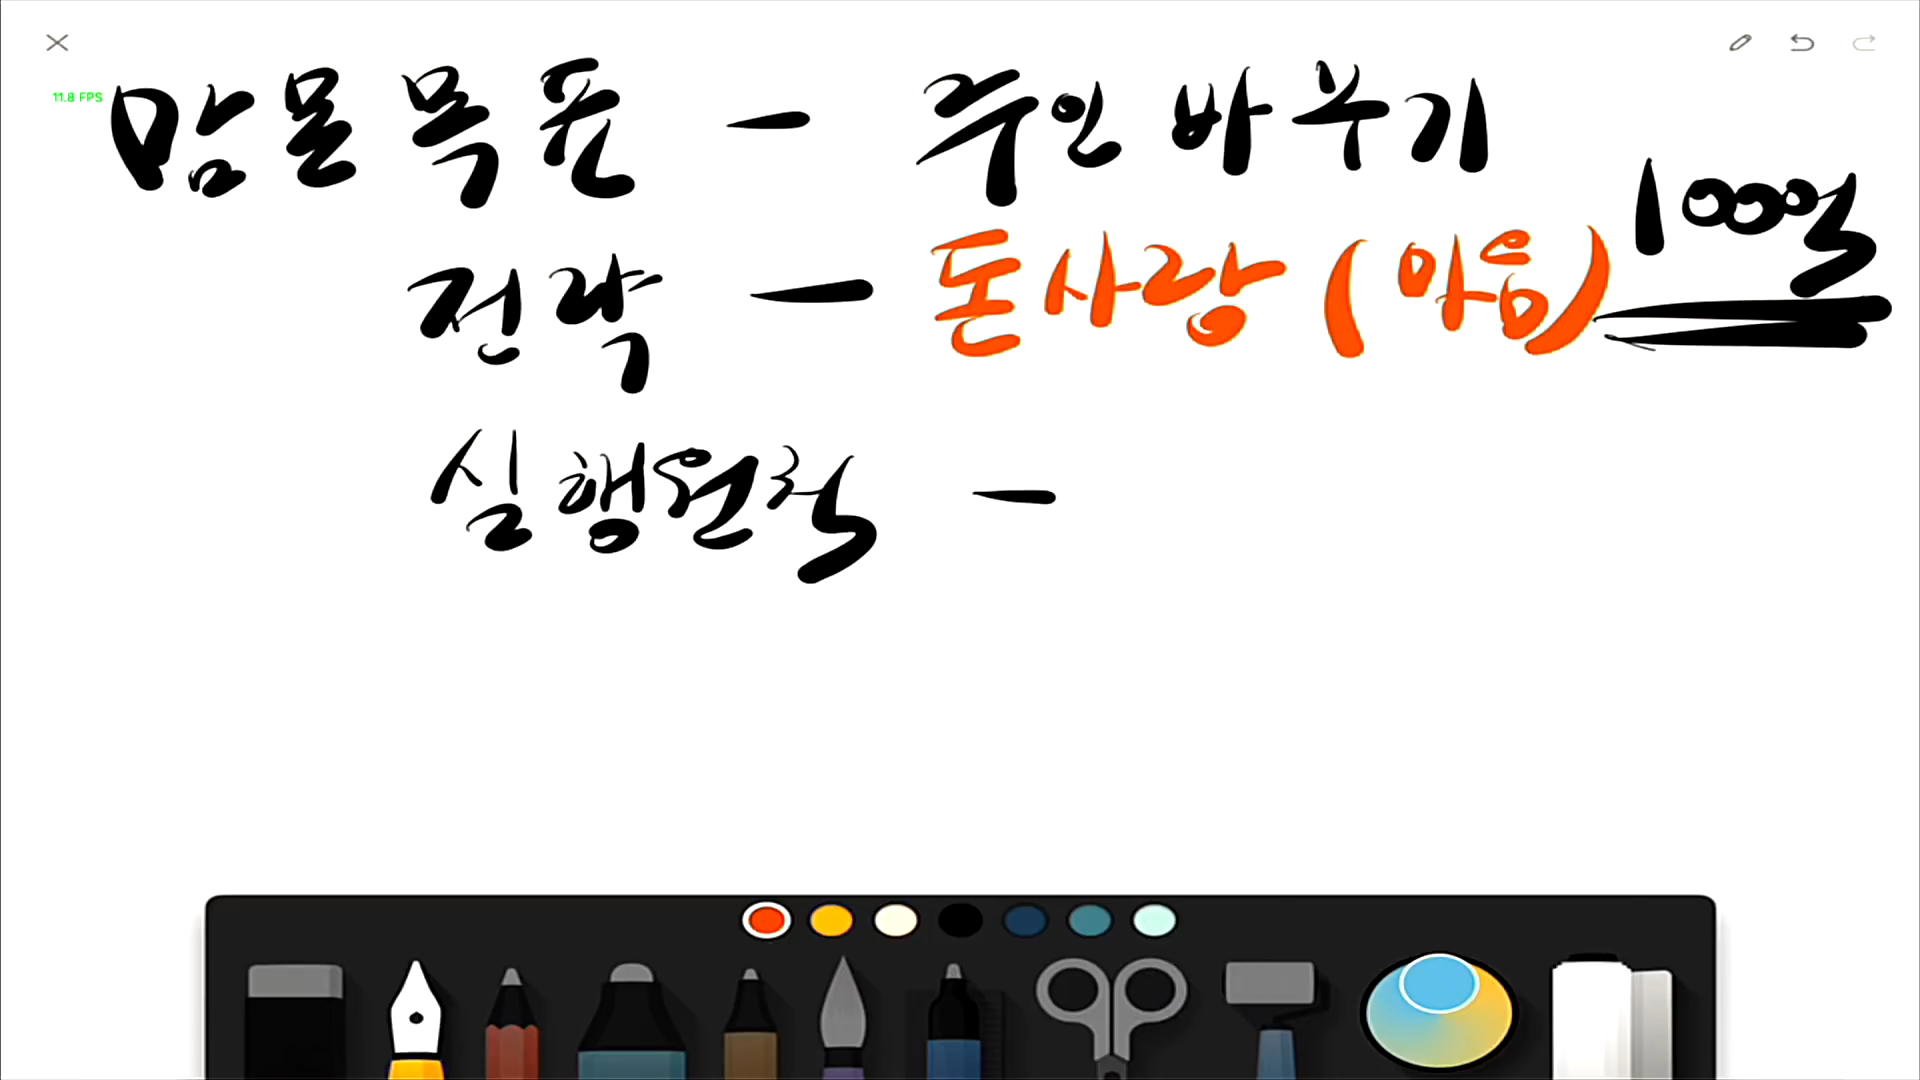 11.8 FPS
맘몬 목표 - 주인 바꾸기
100억
전략 - 돈사랑 (마음)
실행원칙 -